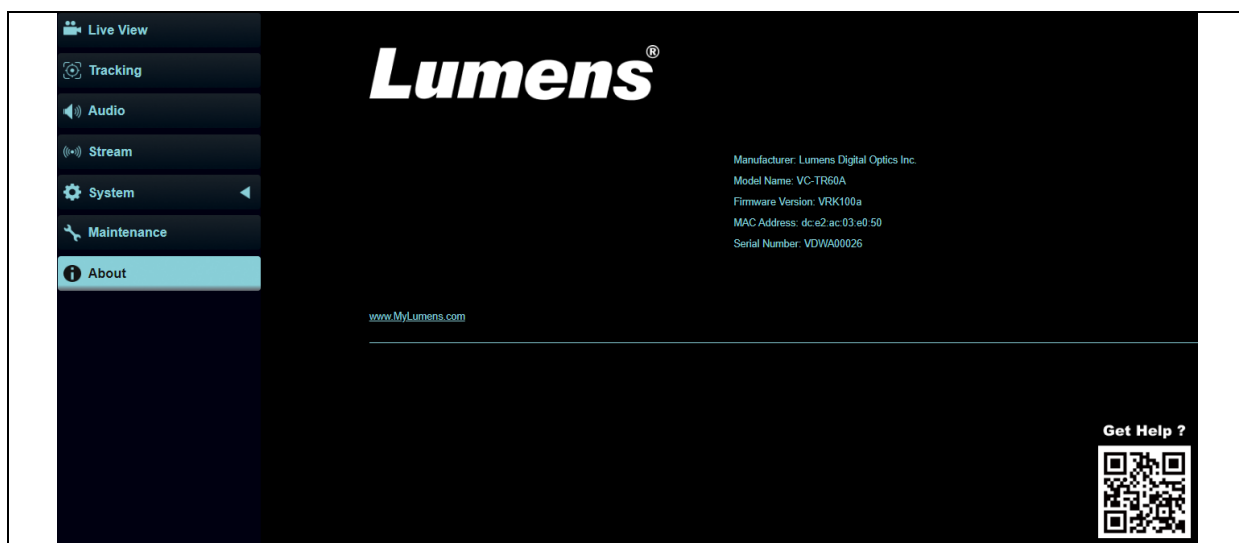 Live View
Tracking
Audio
Stream
System
Maintenance
About
Lumens®
Manufacturer: Lumens Digital Optics Inc.
Model Name: VC-TR60A
Firmware Version: VRK100a
MAC Address: dc:e2:ac:03:e0:50
Serial Number: VDWA00026
www.MyLumens.com
Get Help ?